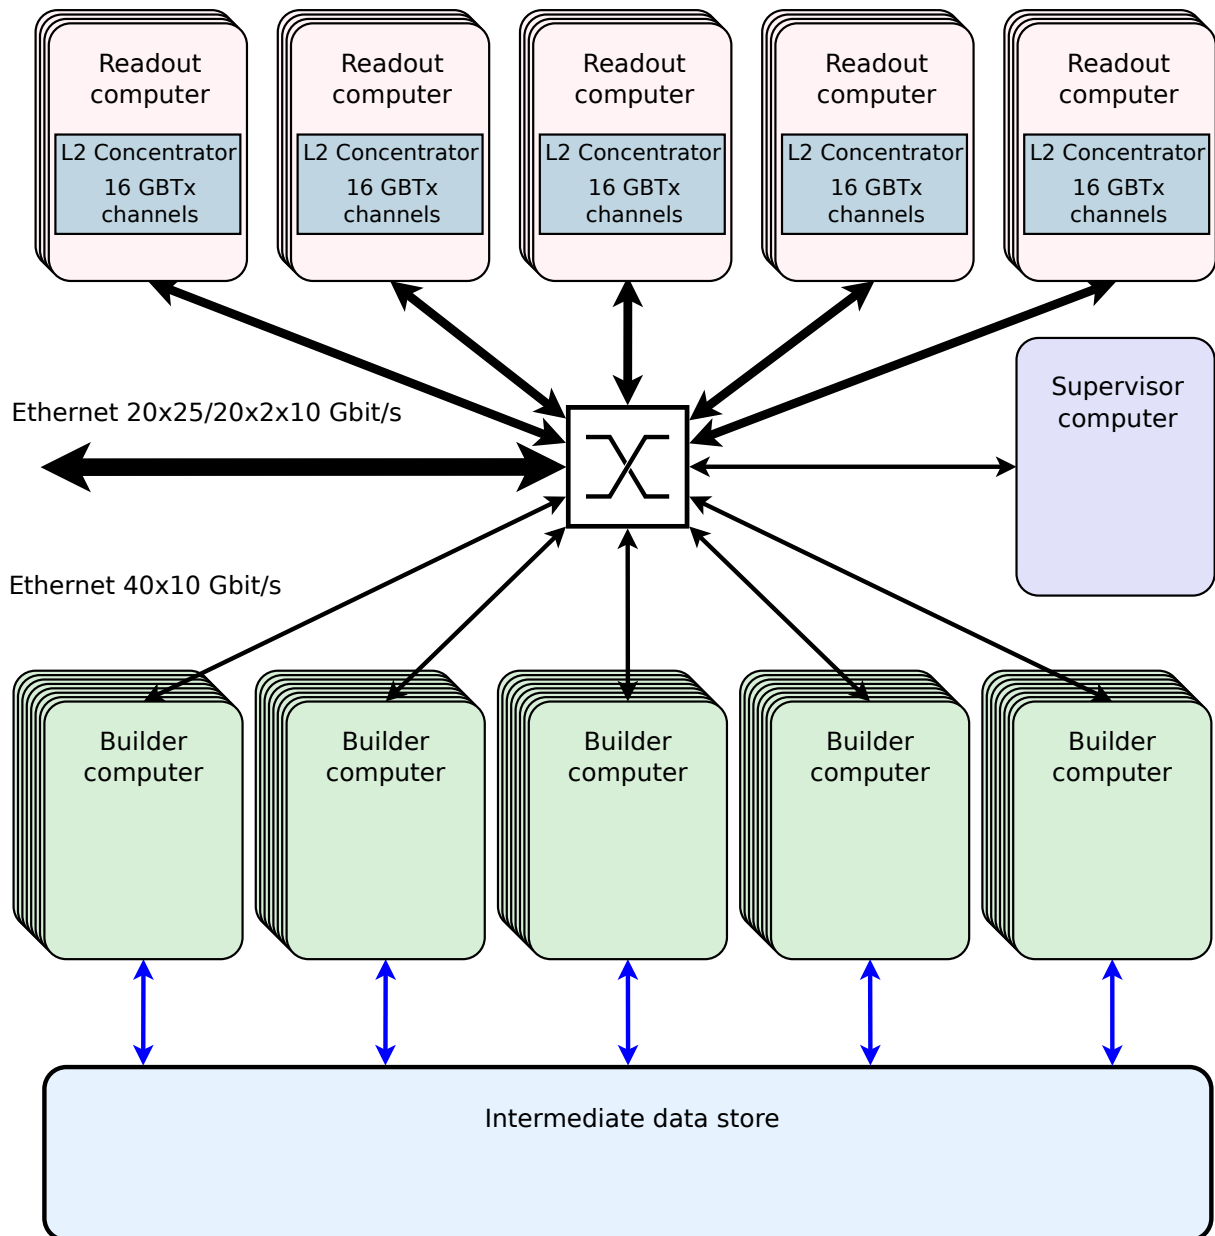 Readout
computer
L2 Concentrator
16 GBTx
channels
Readout
computer
L2 Concentrator
16 GBTx
channels
Readout
computer
L2 Concentrator
16 GBTx
channels
Readout
computer
L2 Concentrator
16 GBTx
channels
Readout
computer
L2 Concentrator
16 GBTx
channels
Ethernet 20x25/20x2x10 Gbit/s
Supervisor
computer
Ethernet 40x10 Gbit/s
Builder
computer
Builder
computer
Builder
computer
Builder
computer
Builder
computer
Intermediate data store